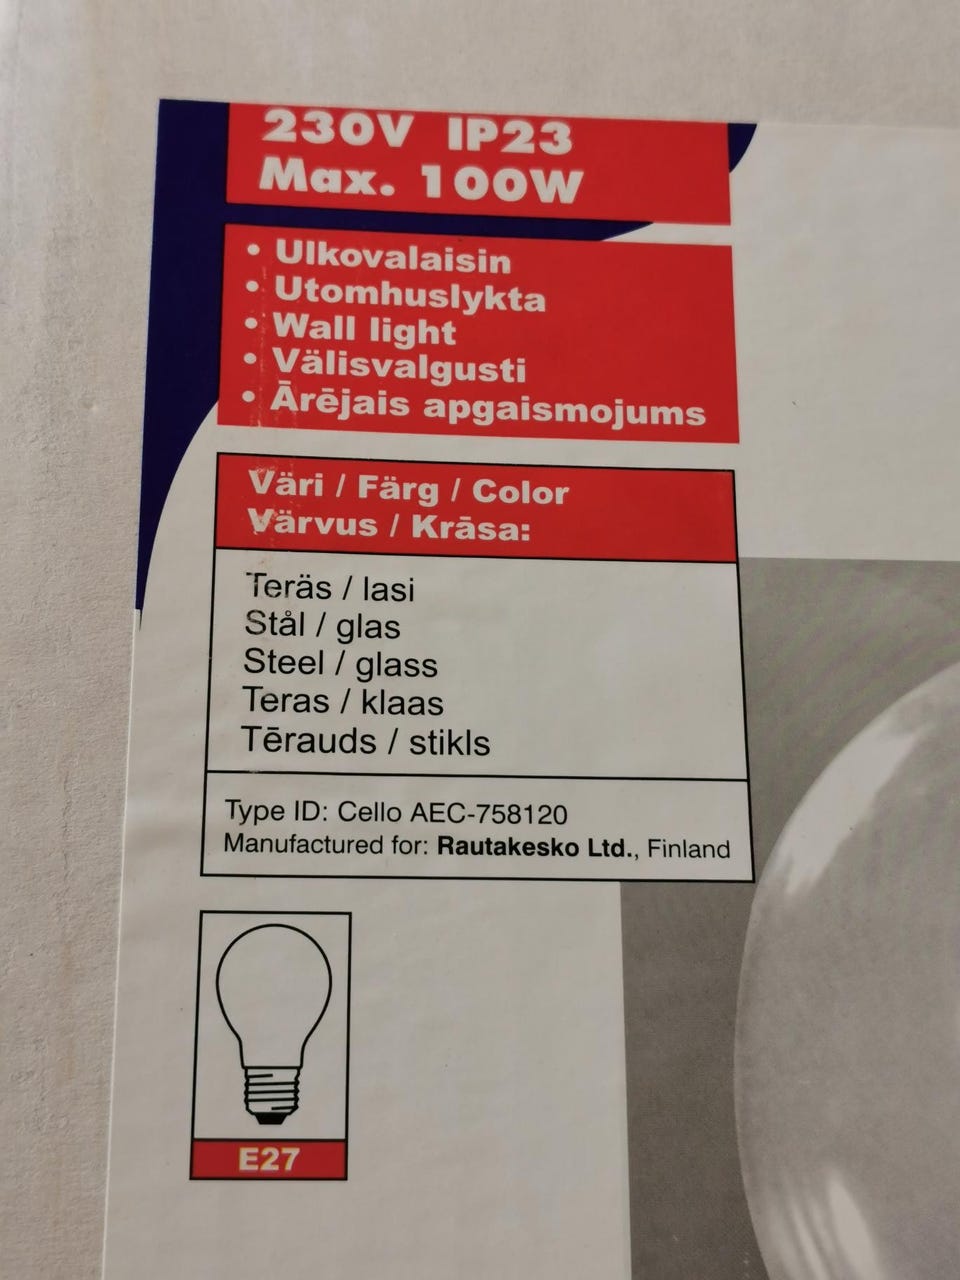 230V IP23
Max. 100W
• Ulkovalaisin
• Utomhuslykta
• Wall light
• Välisvalgusti
• Ārējais apgaismojums
Väri / Färg / Color
Värvus / Krāsa:
Teräs / lasi
Stål / glas
Steel / glass
Teras / klaas
Tērauds / stikls
Type ID: Cello AEC-758120
Manufactured for: Rautakesko Ltd., Finland
E27